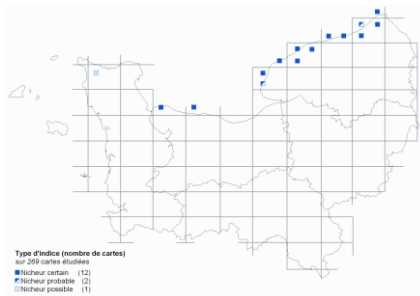 Type d'indice (nombre de cartes)
sur 269 cartes étudiées
Nicheur certain (12)
Nicheur probable (2)
Nicheur possible (1)